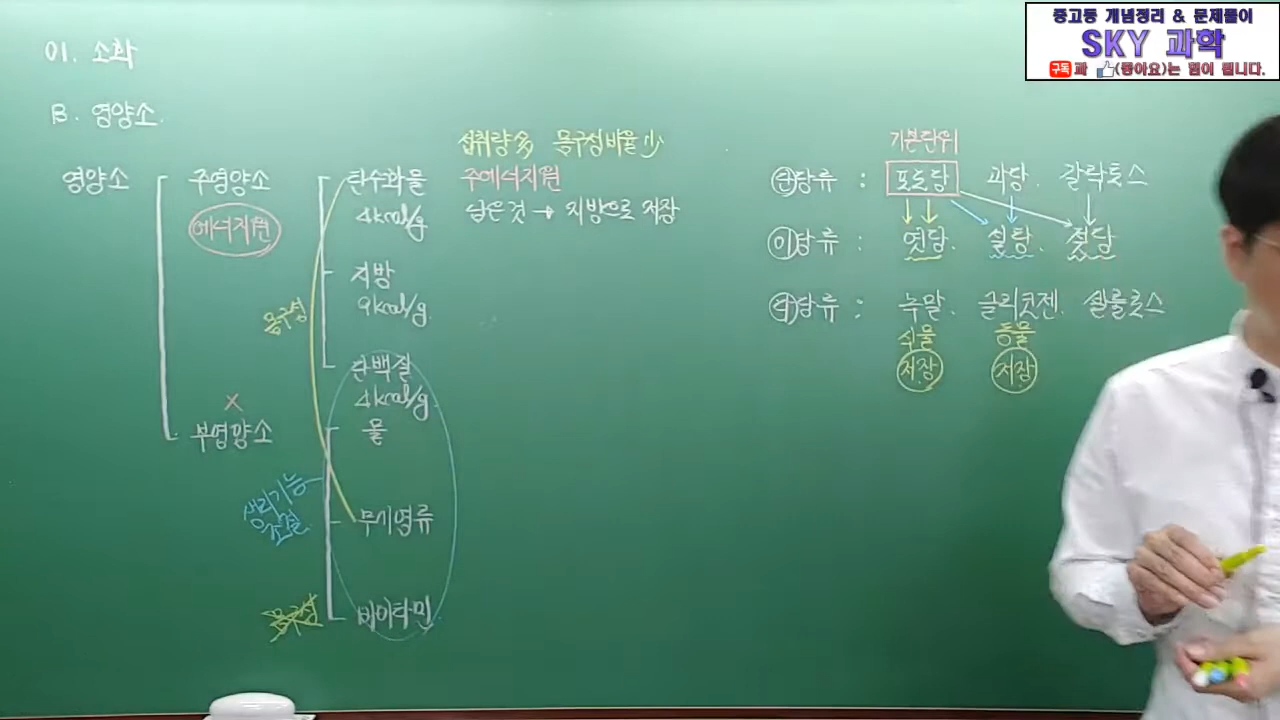 중고등 개념정리 & 문제풀이
SKY 과학
구독과 (좋아요)는 힘이 됩니다.
01. 소화
B. 영양소.
영양소
주영양소
에너지원
×
부영양소
몸구성
생리기능
조절
몸구성
탄수화물
4kcal/g
지방
9kcal/g.
단백질
4kcal/g.
물
무기염류
바이타민
섭취량多 몸구성비율少
주에너지원
남은것 → 지방으로 저장
기본단위
단당류 : 포도당 과당. 갈락토스
이당류 : 엿당. 설탕. 젖당
다당류 : 녹말. 글리코젠. 셀룰로스
식물 동물
저장 저장